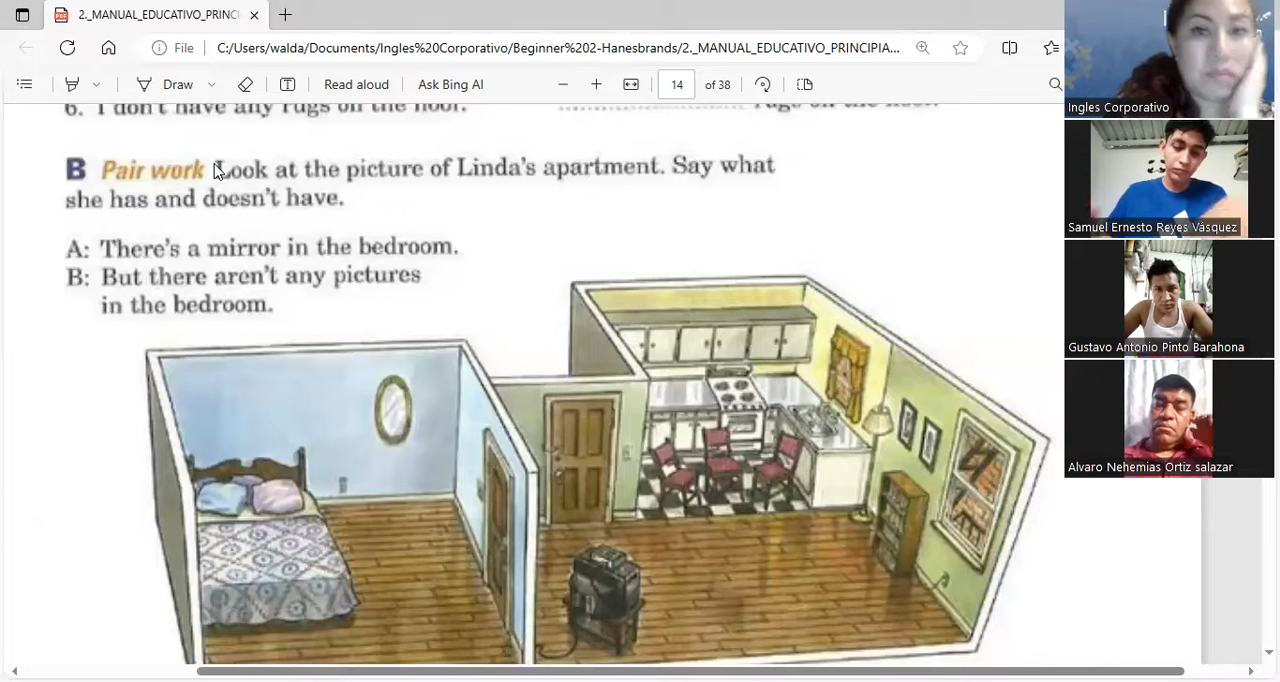 2._MANUAL_EDUCATIVO_PRINCI
File C:/Users/walda/Documents/Ingles%20Corporativo/Beginner%202-Hanesbrands/2._MANUAL_EDUCATIVO_PRINCIPIA...
Draw Read aloud Ask Bing AI 14 of 38
6. I don't have any rugs on the floor. rugs on the floor.
B Pair work Look at the picture of Linda's apartment. Say what
she has and doesn't have.
A: There's a mirror in the bedroom.
B: But there aren't any pictures
in the bedroom.
Ingles Corporativo
Samuel Ernesto Reyes Vásquez
Gustavo Antonio Pinto Barahona
Alvaro Nehemias Ortiz salazar